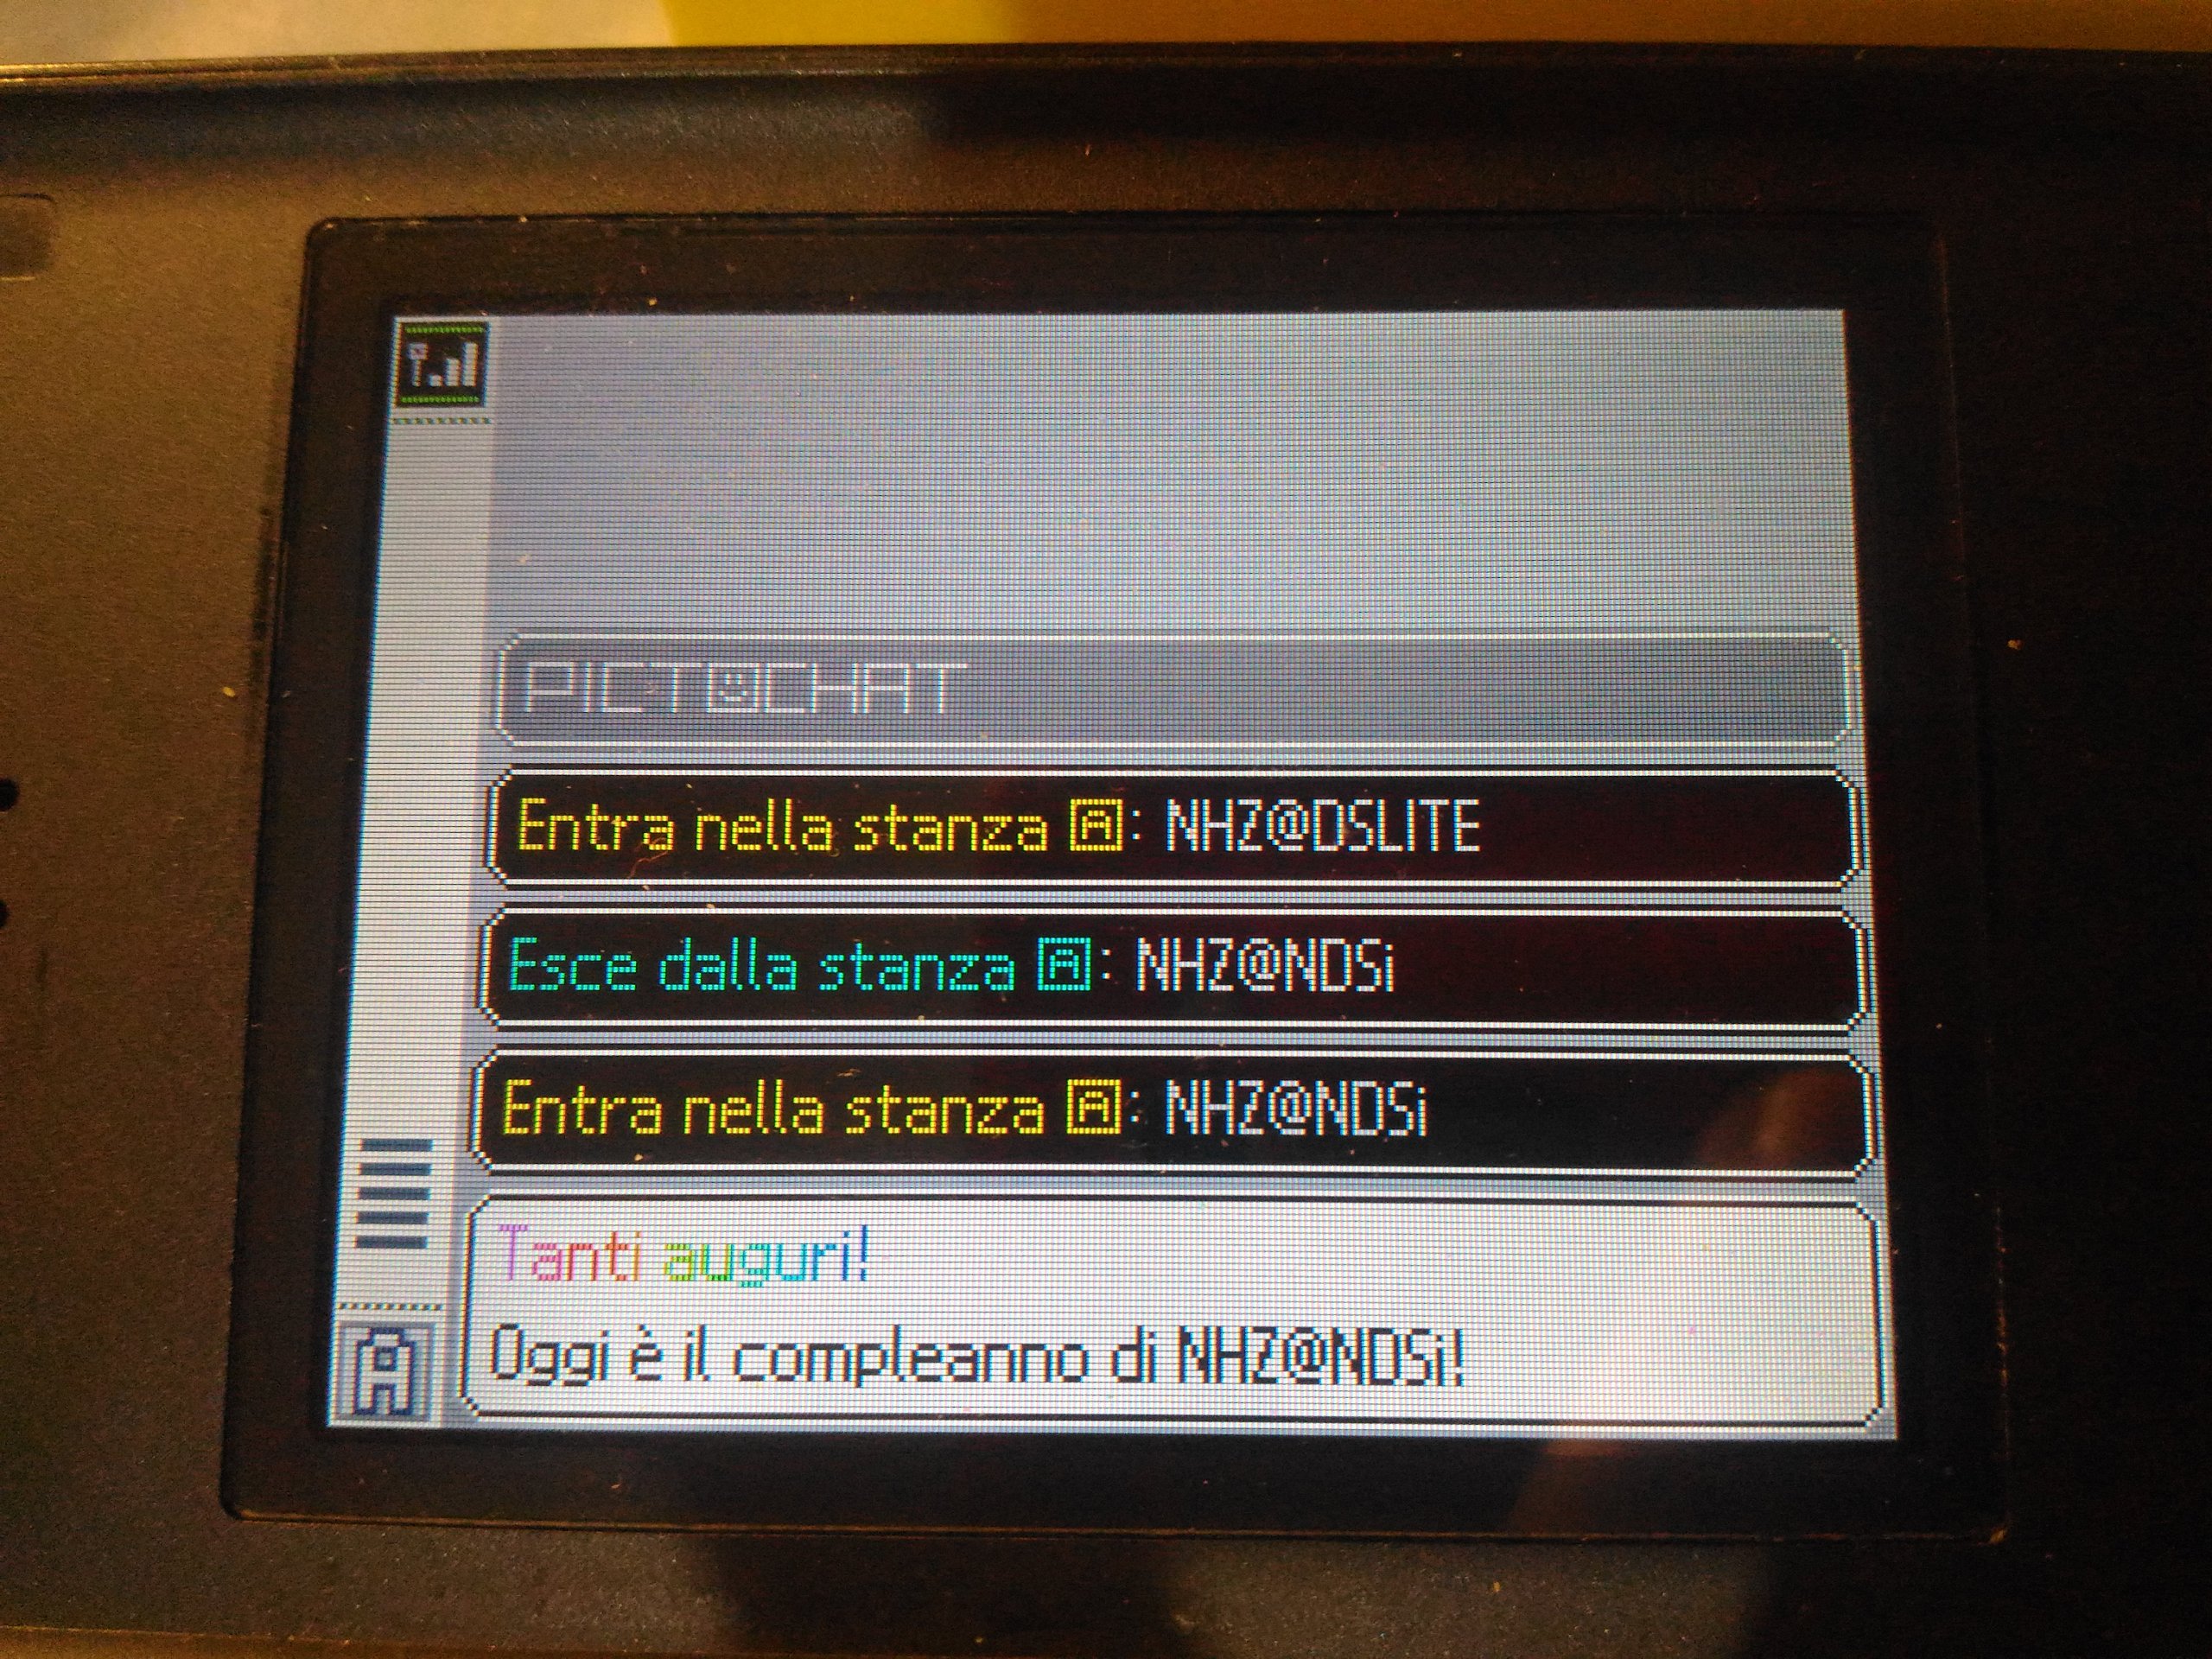 PICTOCHAT
Entra nella stanza A: NHZ@DSLITE
Esce dalla stanza A: NHZ@NDSi
Entra nella stanza A: NHZ@NDSi
Tanti auguri!
Oggi è il compleanno di NHZ@NDSi!
A